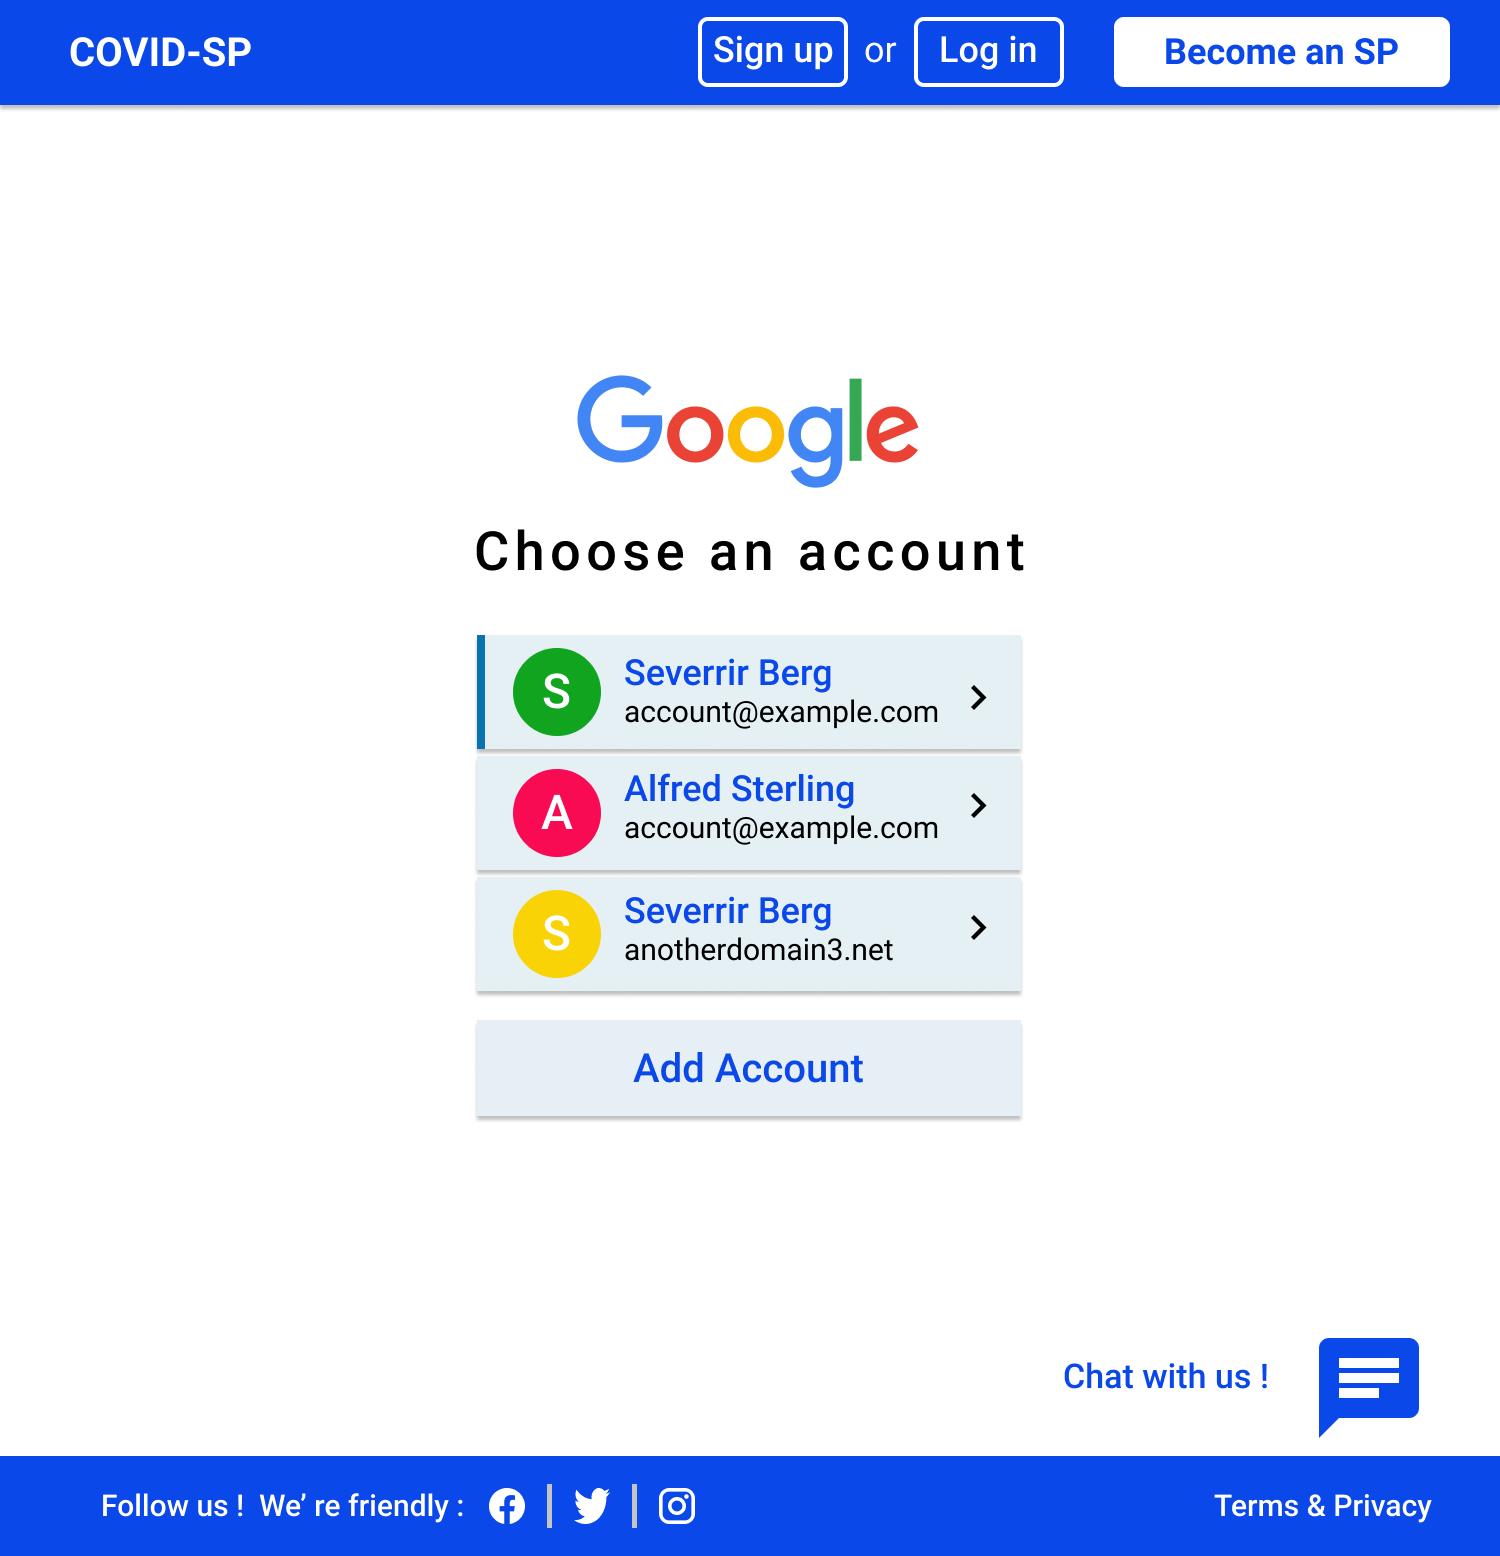 COVID-SP
Sign up or Log in
Become an SP
Google
Choose an account
S
Severrir Berg
account@example.com
A
Alfred Sterling
account@example.com
S
Severrir Berg
anotherdomain3.net
Add Account
Chat with us !
Follow us !  We’ re friendly :
Terms & Privacy